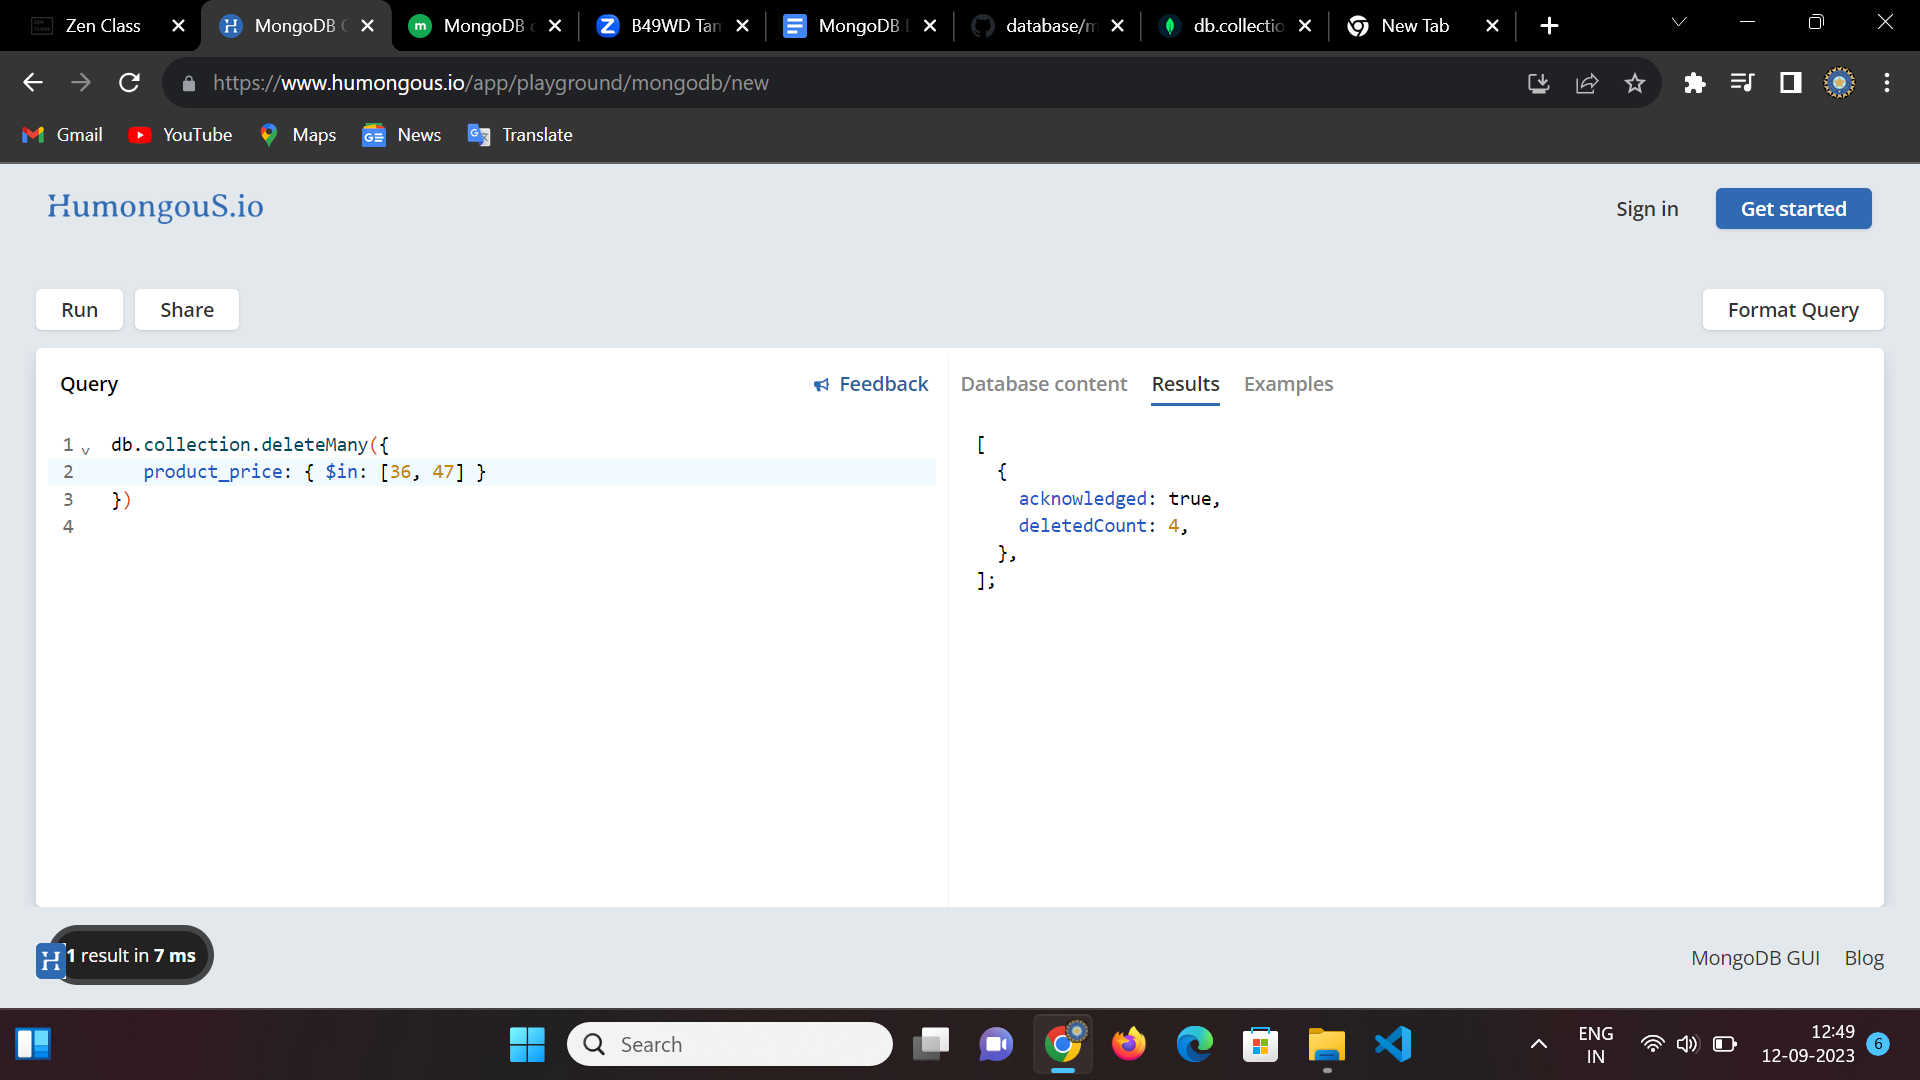 Zen Class
MongoDB
MongoDB
B49WD Tam
MongoDB
database/m
db.collectio
New Tab
https://www.humongous.io/app/playground/mongodb/new
Gmail
YouTube
Maps
News
Translate
HumongouS.io
Sign in
Get started
Run
Share
Format Query
Query
Feedback
Database content
Results
Examples
1 db.collection.deleteMany({
2 product_price: { $in: [36, 47] }
3 })
4
[
{
acknowledged: true,
deletedCount: 4,
},
];
H
1 result in 7 ms
MongoDB GUI
Blog
Search
ENG
IN
12:49
12-09-2023
6